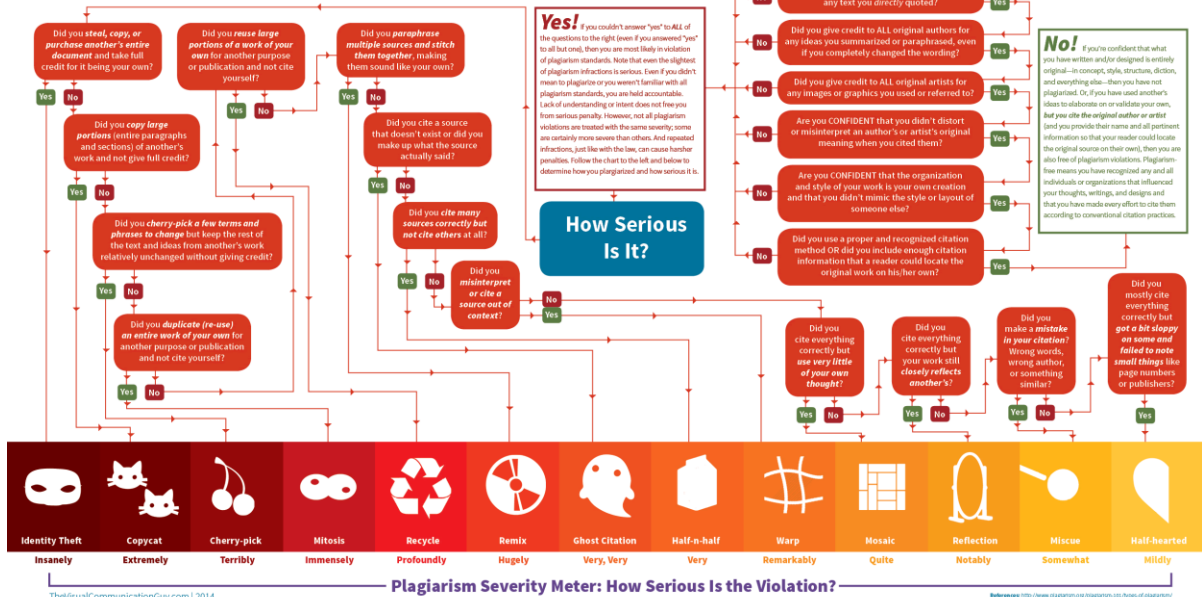 any text you directly quoted?
Yes
Did you steal, copy, or
purchase another's entire
document and take full
credit for it being your own?
Yes
No
Did you copy large
portions (entire paragraphs
and sections) of another's
work and not give full credit?
Yes
No
Did you cherry-pick a few terms and
phrases to change but keep the rest of
the text and ideas from another's work
relatively unchanged without giving credit?
Yes
No
Did you duplicate (re-use)
an entire work of your own for
another purpose or publication
and not cite yourself?
Yes
No
Did you reuse large
portions of a work of your
own for another purpose
or publication and not cite
yourself?
Yes
No
Did you paraphrase
multiple sources and stitch
them together, making
them sound like your own?
Yes
No
Did you cite a source
that doesn't exist or did you
make up what the source
actually said?
Yes
No
Did you cite many
sources correctly but
not cite others at all?
Yes
No
Did you
misinterpret
or cite a
source out of
context?
No
Yes
Yes! If you couldn't answer "yes" to ALL of
the questions to the right (even if you answered "yes"
to all but one), then you are most likely in violation
of plagiarism standards. Note that even the slightest
of plagiarism infractions is serious. Even if you didn't
mean to plagiarize or you weren't familiar with all
plagiarism standards, you are held accountable.
Lack of understanding or intent does not free you
from serious penalty. However, not all plagiarism
violations are treated with the same severity; some
are certainly more severe than others. And repeated
infractions, just like with the law, can cause harsher
penalties. Follow the chart to the left and below to
determine how you plargiarized and how serious it is.
How Serious
Is It?
Did you give credit to ALL original authors for
any ideas you summarized or paraphrased, even
if you completely changed the wording?
No
Yes
Did you give credit to ALL original artists for
any images or graphics you used or referred to?
No
Yes
Are you CONFIDENT that you didn't distort
or misinterpret an author's or artist's original
meaning when you cited them?
No
Yes
Are you CONFIDENT that the organization
and style of your work is your own creation
and that you didn't mimic the style or layout of
someone else?
No
Yes
Did you use a proper and recognized citation
method OR did you include enough citation
information that a reader could locate the
original work on his/her own?
No
Yes
No! If you're confident that what
you have written and/or designed is entirely
original—in concept, style, structure, diction,
and everything else—then you have not
plagiarized. Or, if you have used another's
ideas to elaborate on or validate your own,
but you cite the original author or artist
(and you provide their name and all pertinent
information so that your reader could locate
the original source on their own), then you are
also free of plagiarism violations. Plagiarism-
free means you have recognized any and all
individuals or organizations that influenced
your thoughts, writings, and designs and
that you have made every effort to cite them
according to conventional citation practices.
Did you
cite everything
correctly but
use very little
of your own
thought?
Yes
No
Did you
cite everything
correctly but
your work still
closely reflects
another's?
Yes
No
Did you
make a mistake
in your citation?
Wrong words,
wrong author,
or something
similar?
Yes
No
Did you
mostly cite
everything
correctly but
got a bit sloppy
on some and
failed to note
small things like
page numbers
or publishers?
Yes
Identity Theft
Copycat
Cherry-pick
Mitosis
Recycle
Remix
Ghost Citation
Half-n-half
Warp
Mosaic
Reflection
Miscue
Half-hearted
Insanely
Extremely
Terribly
Immensely
Profoundly
Hugely
Very, Very
Very
Remarkably
Quite
Notably
Somewhat
Mildly
Plagiarism Severity Meter: How Serious Is the Violation?
TheVisualCommunicationGuy.com | 2014